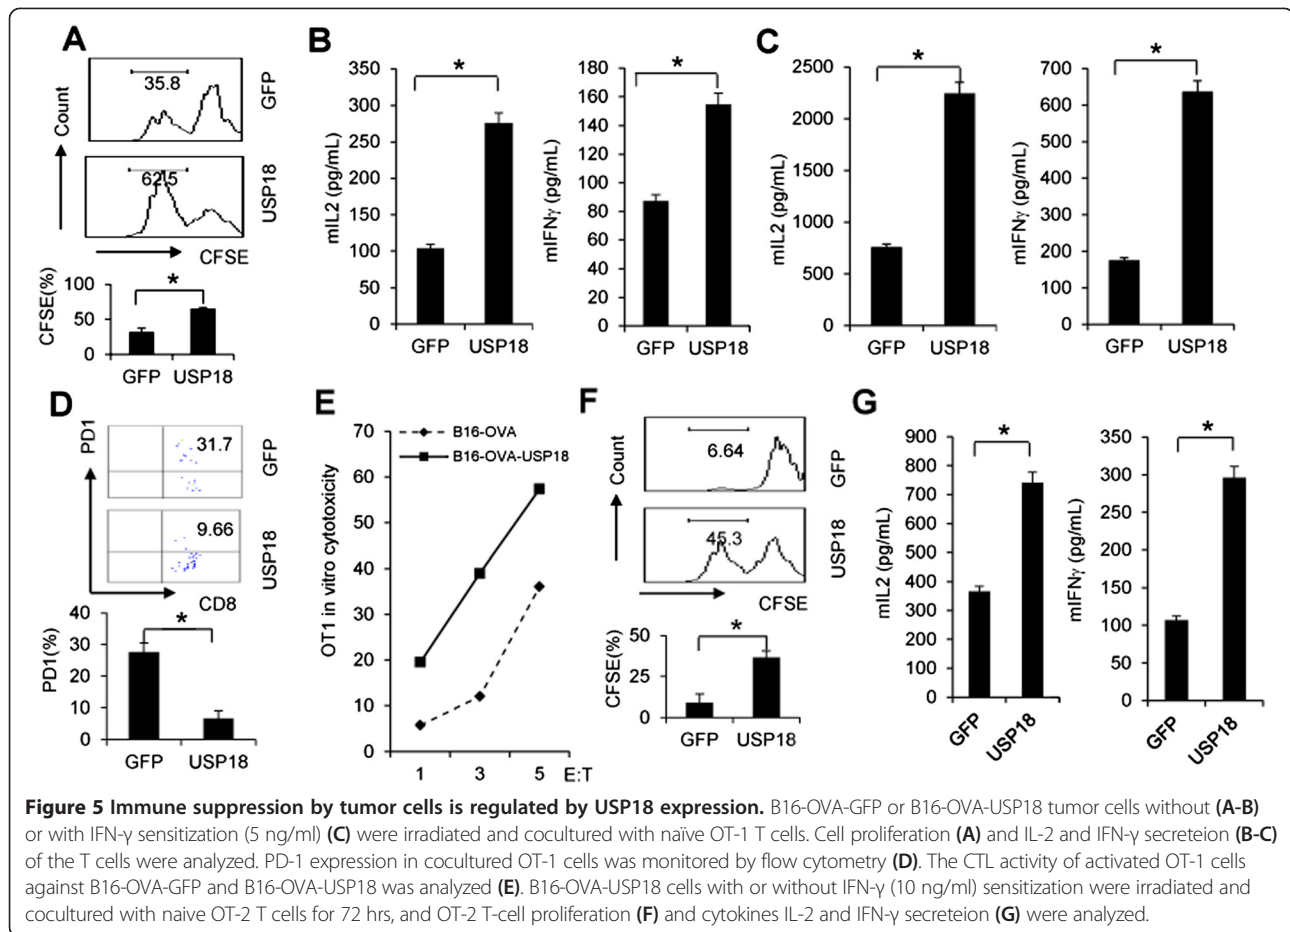 A
35.8
GFP
Count
62.5
USP18
CFSE
CFSE(%)
100
50
0
*
GFP USP18
B
mIL2 (pg/mL)
350
300
250
200
150
100
50
0
*
GFP USP18
mIFNγ (pg/mL)
180
160
140
120
100
80
60
40
20
0
*
GFP USP18
C
mIL2 (pg/mL)
2500
2000
1500
1000
500
0
*
GFP USP18
mIFNγ (pg/mL)
700
600
500
400
300
200
100
0
*
GFP USP18
D
PD1
31.7
GFP
9.66
USP18
CD8
PD1(%)
40
30
20
10
0
*
GFP USP18
E
OT1 in vitro cytotoxicity
70
60
50
40
30
20
10
0
B16-OVA
B16-OVA-USP18
1 3 5 E:T
F
6.64
GFP
Count
45.3
USP18
CFSE
CFSE(%)
50
25
0
*
GFP USP18
G
mIL2 (pg/mL)
900
800
700
600
500
400
300
200
100
0
*
GFP USP18
mIFNγ (pg/mL)
350
300
250
200
150
100
50
0
*
GFP USP18
Figure 5 Immune suppression by tumor cells is regulated by USP18 expression. B16-OVA-GFP or B16-OVA-USP18 tumor cells without (A-B)
or with IFN-γ sensitization (5 ng/ml) (C) were irradiated and cocultured with naïve OT-1 T cells. Cell proliferation (A) and IL-2 and IFN-γ secreteion (B-C)
of the T cells were analyzed. PD-1 expression in cocultured OT-1 cells was monitored by flow cytometry (D). The CTL activity of activated OT-1 cells
against B16-OVA-GFP and B16-OVA-USP18 was analyzed (E). B16-OVA-USP18 cells with or without IFN-γ (10 ng/ml) sensitization were irradiated and
cocultured with naive OT-2 T cells for 72 hrs, and OT-2 T-cell proliferation (F) and cytokines IL-2 and IFN-γ secreteion (G) were analyzed.